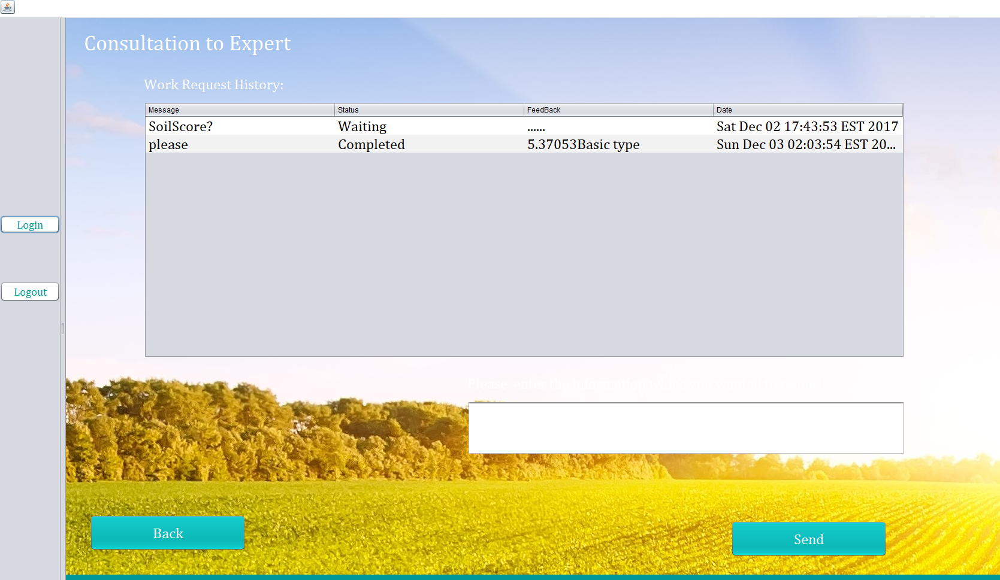 Consultation to Expert
Work Request History:
Message Status FeedBack Date
SoilScore? Waiting ...... Sat Dec 02 17:43:53 EST 2017
please Completed 5.37053Basic type Sun Dec 03 02:03:54 EST 20...
Login
Logout
Please enter the information which you wanted to
Back
Send